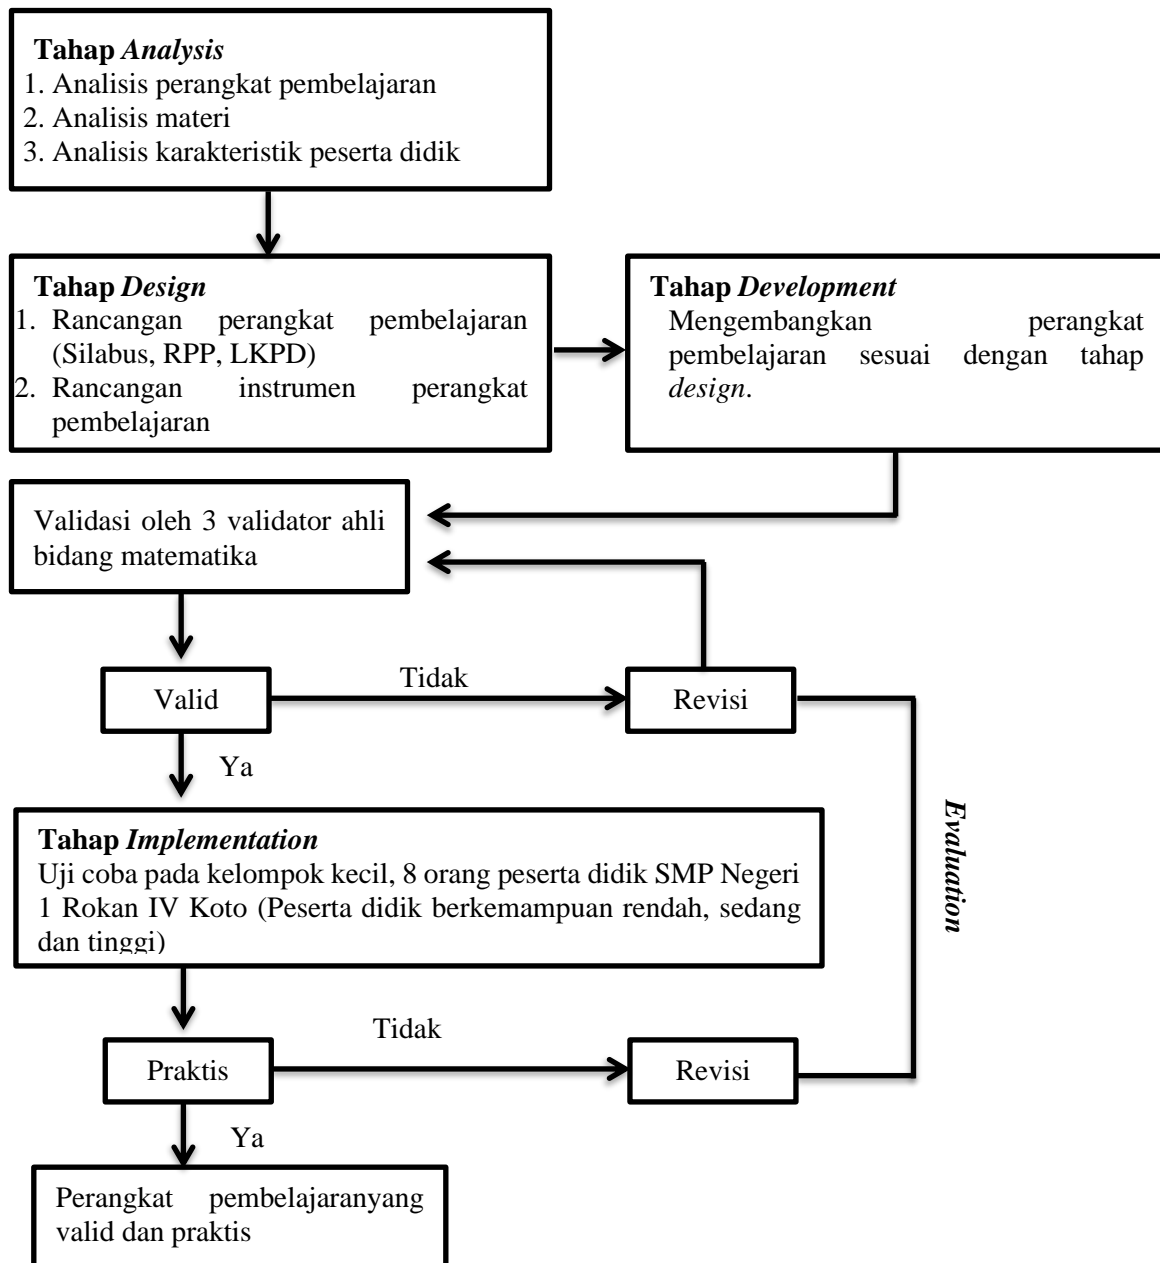 Tahap Analysis
1. Analisis perangkat pembelajaran
2. Analisis materi
3. Analisis karakteristik peserta didik
Tahap Design
1. Rancangan perangkat pembelajaran
(Silabus, RPP, LKPD)
2. Rancangan instrumen perangkat
pembelajaran
Tahap Development
Mengembangkan perangkat
pembelajaran sesuai dengan tahap
design.
Validasi oleh 3 validator ahli
bidang matematika
Valid
Tidak
Revisi
Ya
Tahap Implementation
Uji coba pada kelompok kecil, 8 orang peserta didik SMP Negeri
1 Rokan IV Koto (Peserta didik berkemampuan rendah, sedang
dan tinggi)
Evaluation
Praktis
Tidak
Revisi
Ya
Perangkat pembelajaranyang
valid dan praktis